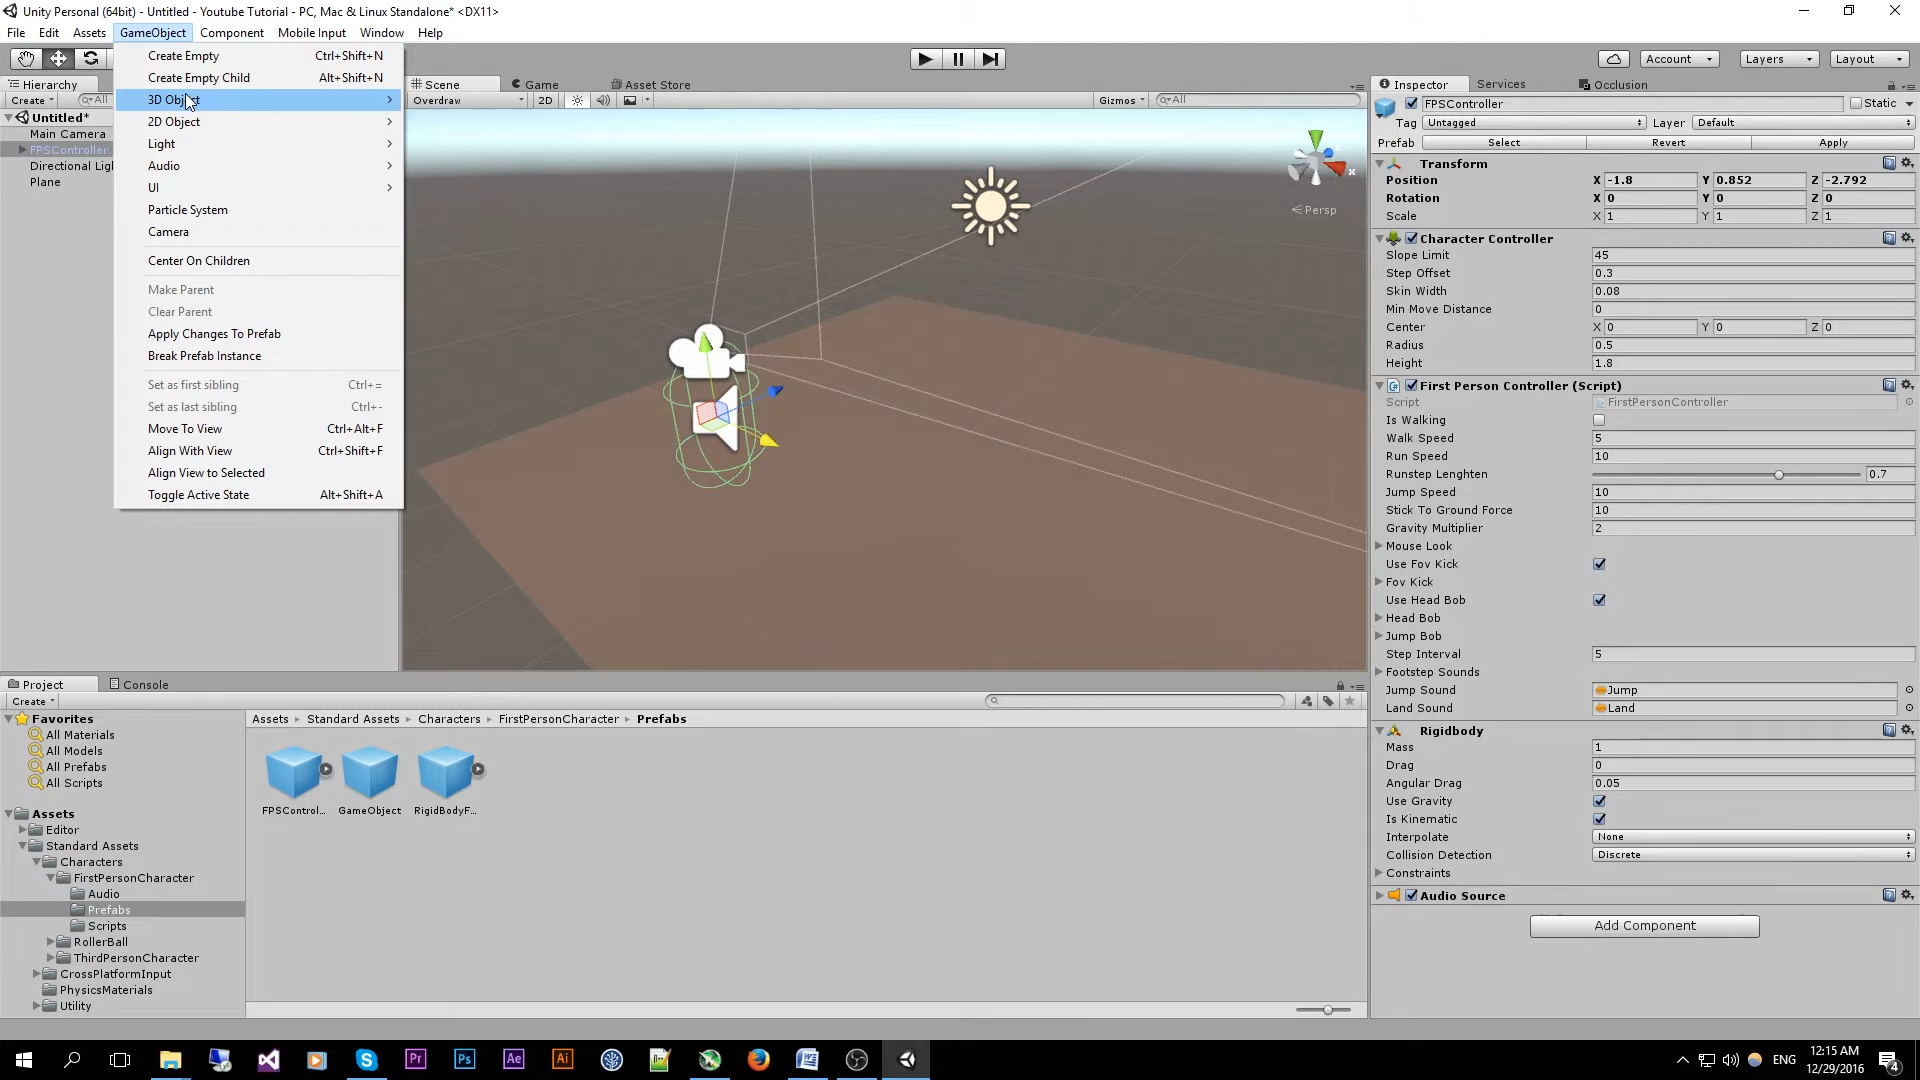 Unity Personal (64bit) - Untitled - Youtube Tutorial - PC, Mac & Linux Standalone* <DX11>
File Edit Assets GameObject Component Mobile Input Window Help
Account Layers Layout
Hierarchy
Create All
Untitled*
Main Camera
FPSController
Directional Ligh
Plane
Create Empty Ctrl+Shift+N
Create Empty Child Alt+Shift+N
3D Object
2D Object
Light
Audio
UI
Particle System
Camera
Center On Children
Make Parent
Clear Parent
Apply Changes To Prefab
Break Prefab Instance
Set as first sibling Ctrl+=
Set as last sibling Ctrl+-
Move To View Ctrl+Alt+F
Align With View Ctrl+Shift+F
Align View to Selected
Toggle Active State Alt+Shift+A
Scene Game Asset Store
Overdraw 2D Gizmos All
x
Persp
Inspector Services Occlusion
FPSController Static
Tag Untagged Layer Default
Prefab Select Revert Apply
Transform
Position X -1.8 Y 0.852 Z -2.792
Rotation X 0 Y 0 Z 0
Scale X 1 Y 1 Z 1
Character Controller
Slope Limit 45
Step Offset 0.3
Skin Width 0.08
Min Move Distance 0
Center X 0 Y 0 Z 0
Radius 0.5
Height 1.8
First Person Controller (Script)
Script FirstPersonController
Is Walking
Walk Speed 5
Run Speed 10
Runstep Lenghten 0.7
Jump Speed 10
Stick To Ground Force 10
Gravity Multiplier 2
Mouse Look
Use Fov Kick
Fov Kick
Use Head Bob
Head Bob
Jump Bob
Step Interval 5
Footstep Sounds
Jump Sound Jump
Land Sound Land
Rigidbody
Mass 1
Drag 0
Angular Drag 0.05
Use Gravity
Is Kinematic
Interpolate None
Collision Detection Discrete
Constraints
Audio Source
Add Component
Project Console
Create
Favorites
All Materials
All Models
All Prefabs
All Scripts
Assets
Editor
Standard Assets
Characters
FirstPersonCharacter
Audio
Prefabs
Scripts
RollerBall
ThirdPersonCharacter
CrossPlatformInput
PhysicsMaterials
Utility
Assets Standard Assets Characters FirstPersonCharacter Prefabs
FPSControl... GameObject RigidBodyF...
Pr Ps Ae Ai
ENG
12:15 AM
12/29/2016
4